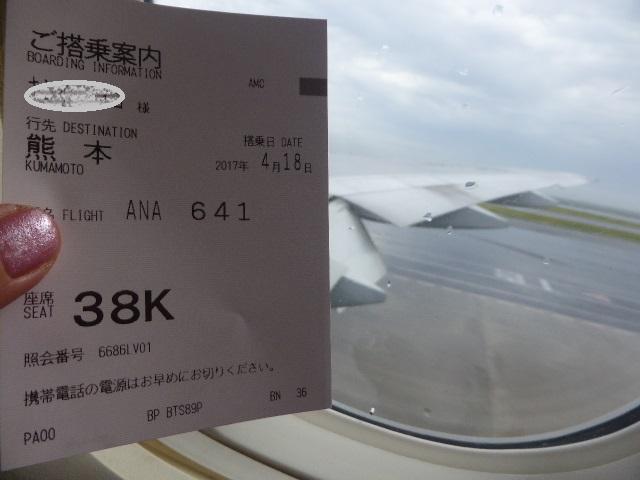 ご搭乗案内
BOARDING INFORMATION
AMC
様
行先 DESTINATION
熊 本
KUMAMOTO
搭乗日 DATE
2017年 4月18日
FLIGHT ANA 641
座席
SEAT 38K
照会番号 6686LV01
携帯電話の電源はお早めにお切りください。
BP BTS89P BN 36
PA00